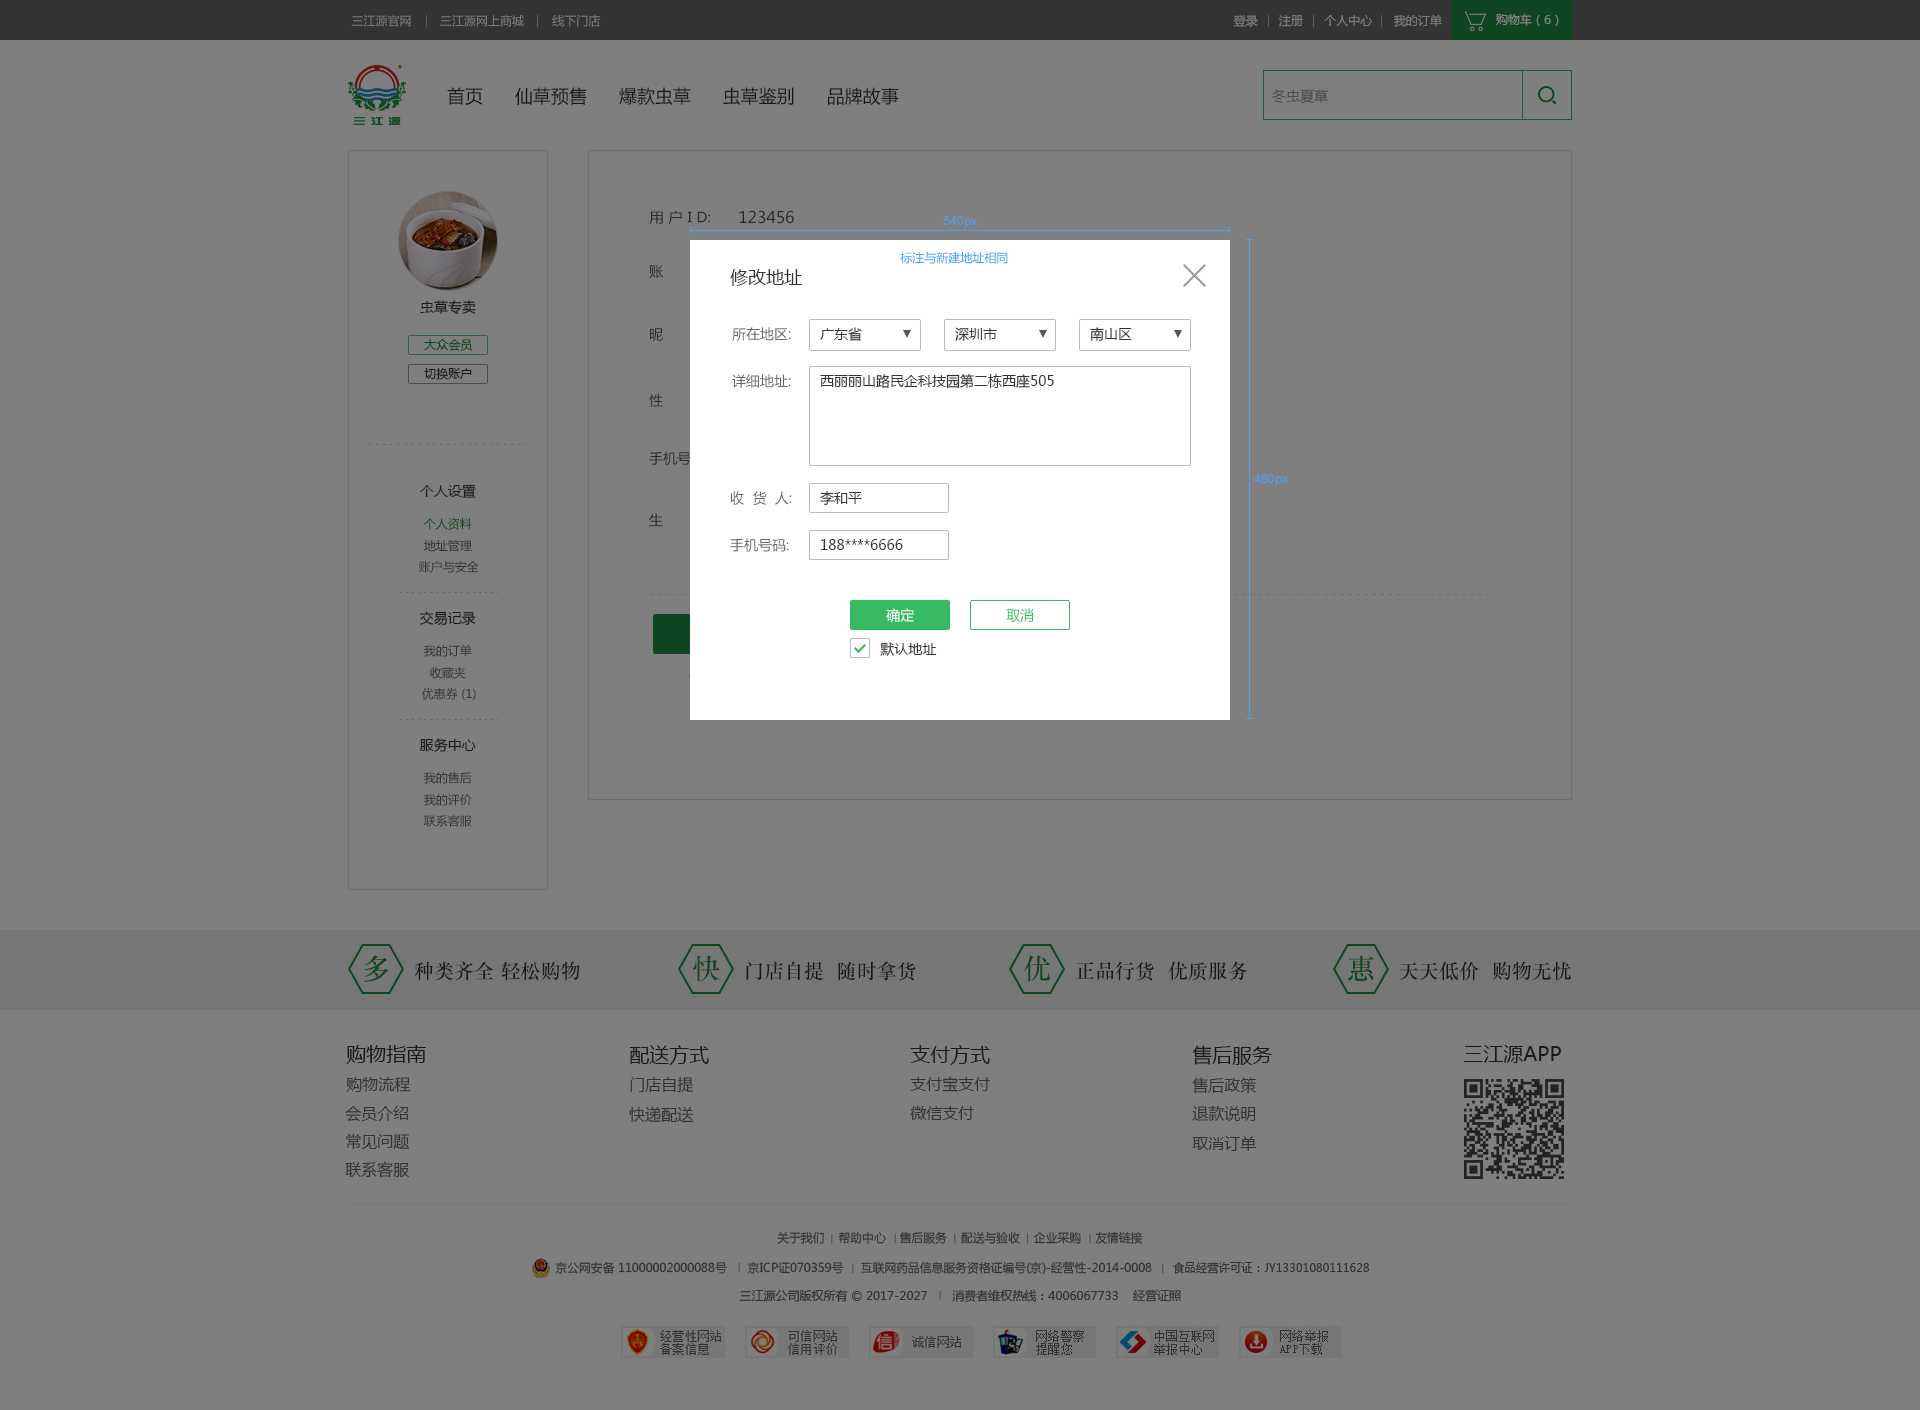 三江源官网 | 三江源网上商城 | 线下门店
登录 | 注册 | 个人中心 | 我的订单 购物车 ( 6 )
三江源
首页 仙草预售 爆款虫草 虫草鉴别 品牌故事
冬虫夏草
虫草专卖
大众会员
切换账户
个人设置
个人资料
地址管理
账户与安全
交易记录
我的订单
收藏夹
优惠券 (1)
服务中心
我的售后
我的评价
联系客服
用 户 I D: 123456
账
昵
性
手机号
生
540px
480px
标注与新建地址相同
修改地址
所在地区: 广东省 ▼ 深圳市 ▼ 南山区 ▼
详细地址: 西丽丽山路民企科技园第二栋西座505
收 货 人: 李和平
手机号码: 188****6666
确定 取消
默认地址
多 种类齐全 轻松购物
快 门店自提 随时拿货
优 正品行货 优质服务
惠 天天低价 购物无忧
购物指南
购物流程
会员介绍
常见问题
联系客服
配送方式
门店自提
快递配送
支付方式
支付宝支付
微信支付
售后服务
售后政策
退款说明
取消订单
三江源APP
关于我们 | 帮助中心 | 售后服务 | 配送与验收 | 企业采购 | 友情链接
京公网安备 11000002000088号 | 京ICP证070359号 | 互联网药品信息服务资格证编号(京)-经营性-2014-0008 | 食品经营许可证：JY13301080111628
三江源公司版权所有 © 2017-2027 | 消费者维权热线：4006067733 经营证照
经营性网站
备案信息
可信网站
信用评价
信 诚信网站
网络警察
提醒您
中国互联网
举报中心
网络举报
APP下载